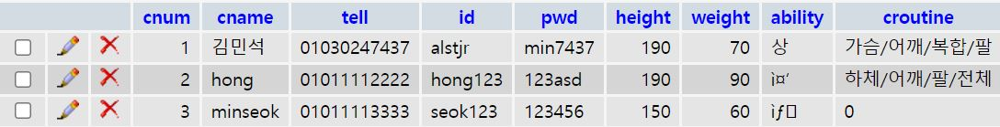 cnum cname tell id pwd height weight ability croutine
1 김민석 01030247437 alstjr min7437 190 70 상 가슴/어깨/복합/팔
2 hong 01011112222 hong123 123asd 190 90 ì¤‘ 하체/어깨/팔/전체
3 minseok 01011113333 seok123 123456 150 60 ìƒ 0